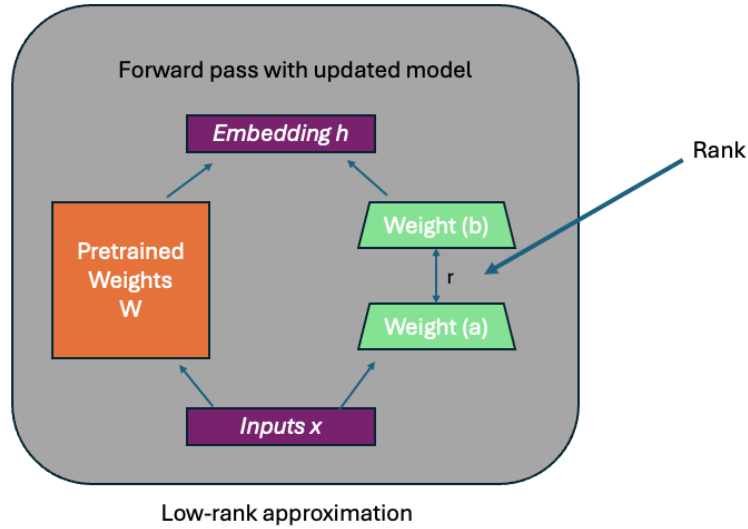 Forward pass with updated model
Embedding h
Rank
Pretrained
Weights
W
Weight (b)
r
Weight (a)
Inputs x
Low-rank approximation